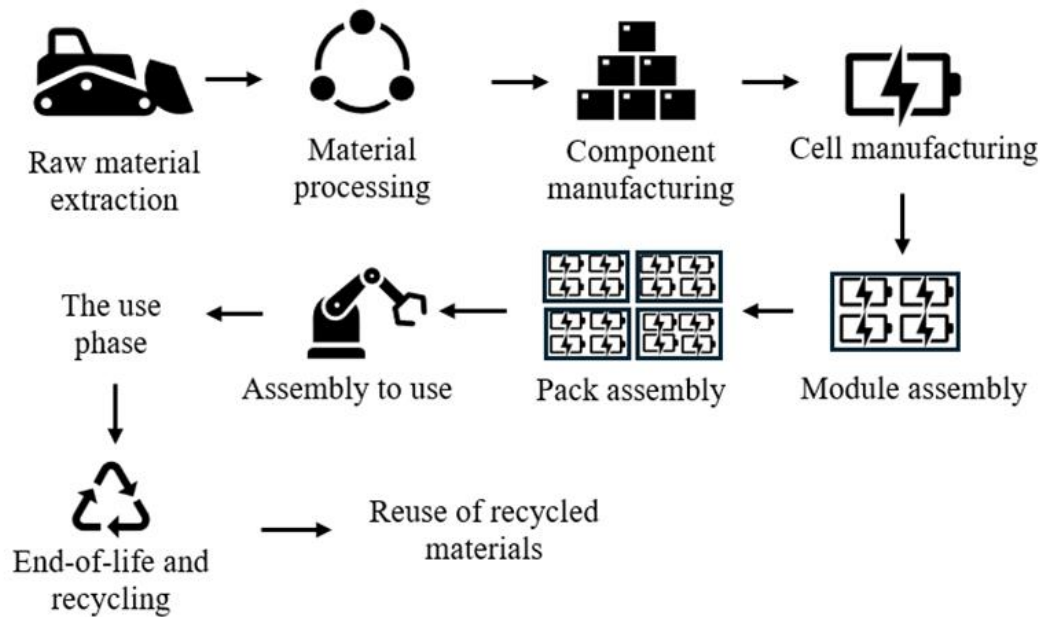 Raw material
extraction
Material
processing
Component
manufacturing
Cell manufacturing
Module assembly
Pack assembly
Assembly to use
The use
phase
End-of-life and
recycling
Reuse of recycled
materials